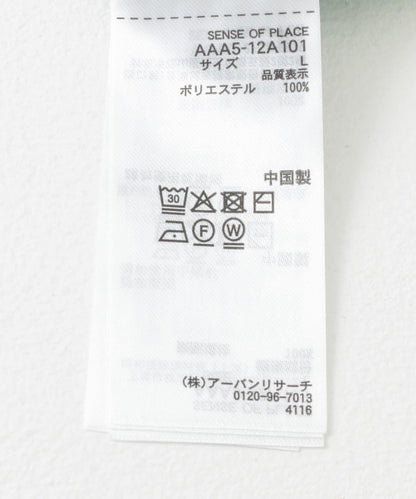 SENSE OF PLACE
AAA5-12A101
サイズ L
品質表示
ポリエステル 100%
中国製
30
F W
(株)アーバンリサーチ
0120-96-7013
4116